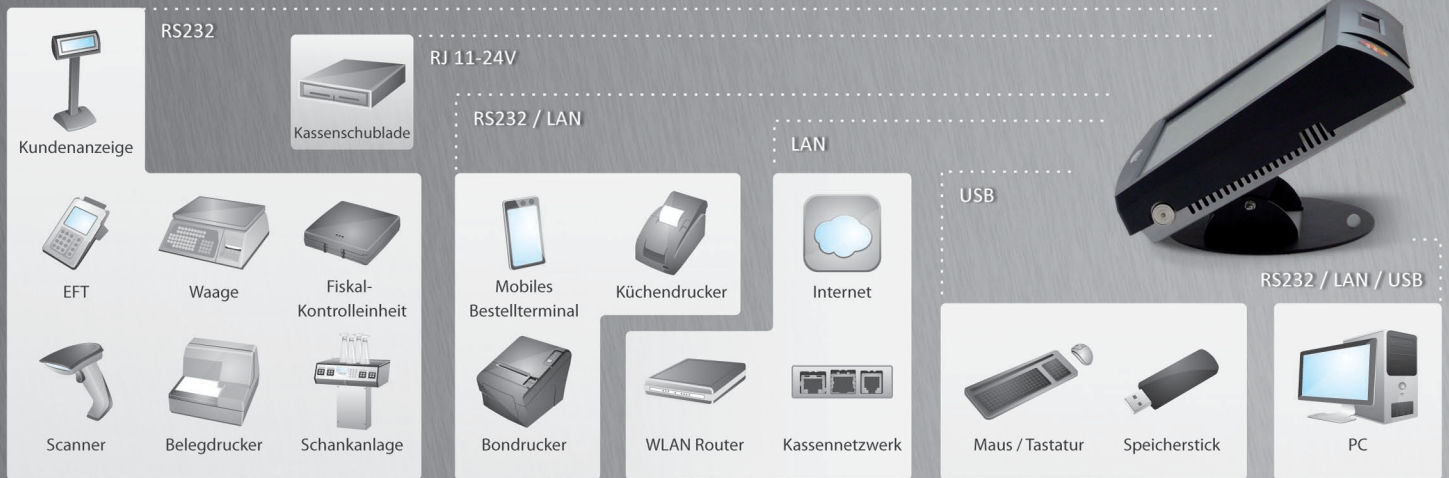 RS232
Kundenanzeige
EFT
Waage
Fiskal-
Kontrolleinheit
Scanner
Belegdrucker
Schankanlage
RJ 11-24V
Kassenschublade
RS232 / LAN
Mobiles
Bestellterminal
Küchendrucker
Bondrucker
LAN
Internet
WLAN Router
Kassennetzwerk
USB
Maus / Tastatur
Speicherstick
RS232 / LAN / USB
PC